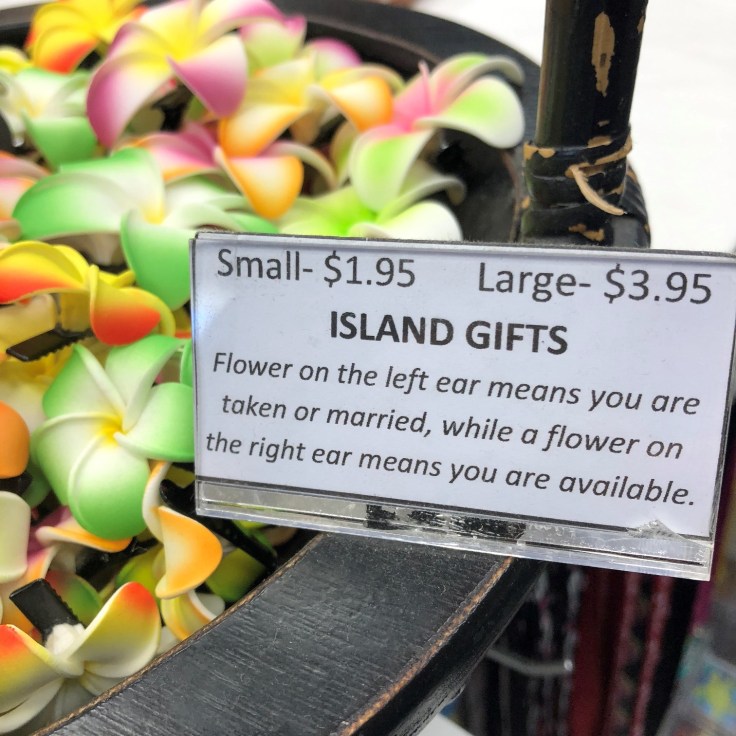 Small- $1.95 Large- $3.95
ISLAND GIFTS
Flower on the left ear means you are
taken or married, while a flower on
the right ear means you are available.